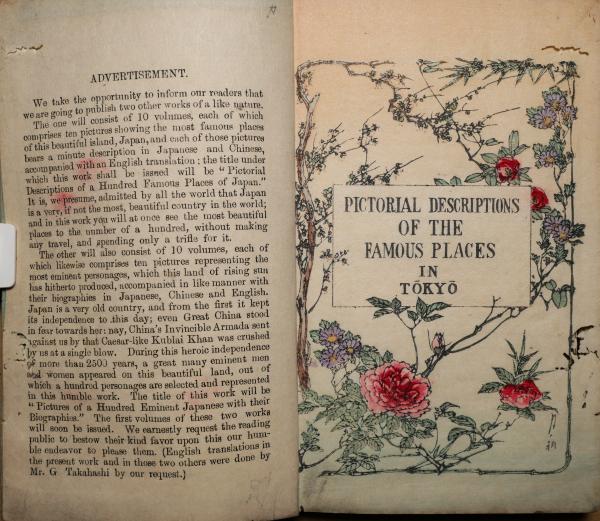 ADVERTISEMENT.
We take the opportunity to inform our readers that
we are going to publish two other works of a like nature.
The one will consist of 10 volumes, each of which
comprises ten pictures showing the most famous places
of this beautiful island, Japan, and each of those pictures
bears a minute description in Japanese and Chinese,
accompanied with an English translation; the title under
which this work shall be issued will be "Pictorial
Descriptions of a Hundred Famous Places of Japan."
It is, we presume, admitted by all the world that Japan
is a very, if not the most, beautiful country in the world;
and in this work you will at once see the most beautiful
places to the number of a hundred, without making
any travel, and spending only a trifle for it.
The other will also consist of 10 volumes, each of
which likewise comprises ten pictures representing the
most eminent personages, which this land of rising sun
has hitherto produced, accompanied in like manner with
their biographies in Japanese, Chinese and English.
Japan is a very old country, and from the first it kept
its independence to this day; even Great China stood
in fear towards her: nay, China's Invincible Armada sent
against us by that Caesar-like Kublai Khan was crushed
by us at a single blow. During this heroic independence
of more than 2500 years, a great many eminent men
and women appeared on this beautiful land, out of
which a hundred personages are selected and represented
in this humble work. The title of this work will be
"Pictures of a Hundred Eminent Japanese with their
Biographies." The first volumes of these two works
will soon be issued. We earnestly request the reading
public to bestow their kind favor upon this our hum-
ble endeavor to please them. (English translations in
the present work and in those two others were done by
Mr. G Takahashi by our request.)
PICTORIAL DESCRIPTIONS
OF THE
FAMOUS PLACES
IN
TŌKYŌ